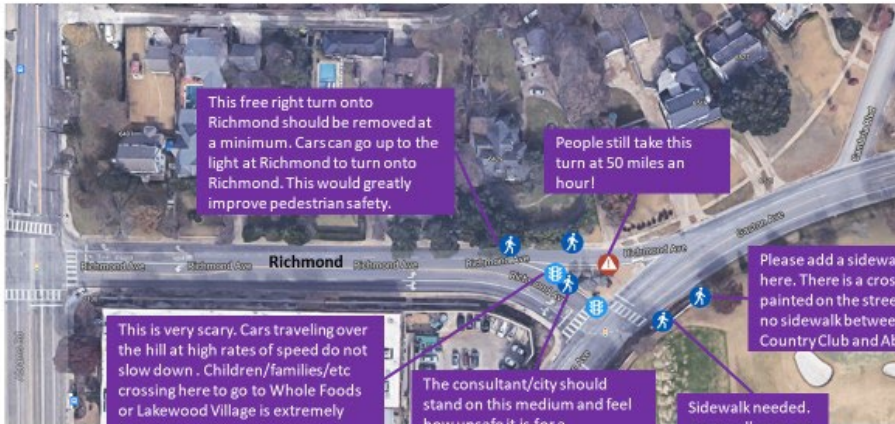 This free right turn onto
Richmond should be removed at
a minimum. Cars can go up to the
light at Richmond to turn onto
Richmond. This would greatly
improve pedestrian safety.
People still take this
turn at 50 miles an
hour!
Cambria Blvd
Gaston Ave
Richmond Ave
Richmond Ave
Richmond
Richmond Ave
Richmond Ave
Richmond Ave
Please add a sidewa
here. There is a cros
painted on the stree
no sidewalk between
Country Club and Ab
This is very scary. Cars traveling over
the hill at high rates of speed do not
slow down . Children/families/etc
crossing here to go to Whole Foods
or Lakewood Village is extremely
The consultant/city should
stand on this medium and feel
Sidewalk needed.